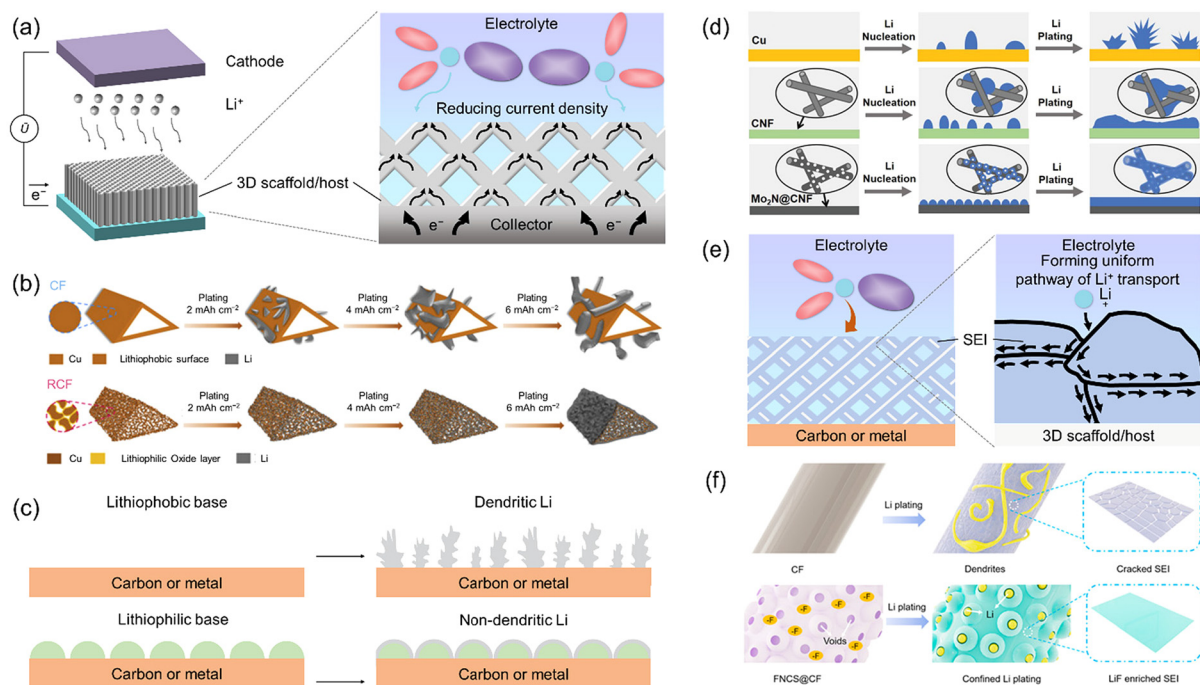 (a)
Cathode
Li⁺
Ü
e⁻
3D scaffold/host
Electrolyte
Reducing current density
e⁻ Collector e⁻
(b)
CF
Plating
2 mAh cm⁻²
Plating
4 mAh cm⁻²
Plating
6 mAh cm⁻²
Cu Lithiophobic surface Li
RCF
Plating
2 mAh cm⁻²
Plating
4 mAh cm⁻²
Plating
6 mAh cm⁻²
Cu Lithiophilic Oxide layer Li
(c)
Lithiophobic base Dendritic Li
Carbon or metal Carbon or metal
Lithiophilic base Non-dendritic Li
Carbon or metal Carbon or metal
(d)
Cu
Li
Nucleation
Li
Plating
CNF
Li
Nucleation
Li
Plating
Mo₂N@CNF
Li
Nucleation
Li
Plating
(e)
Electrolyte
SEI
Carbon or metal
Electrolyte
Forming uniform
pathway of Li⁺ transport
Li
+
3D scaffold/host
(f)
Li plating
CF Dendrites Cracked SEI
-F
-F
-F
-F
-F
-F
Voids
Li plating
Li
FNCS@CF Confined Li plating LiF enriched SEI